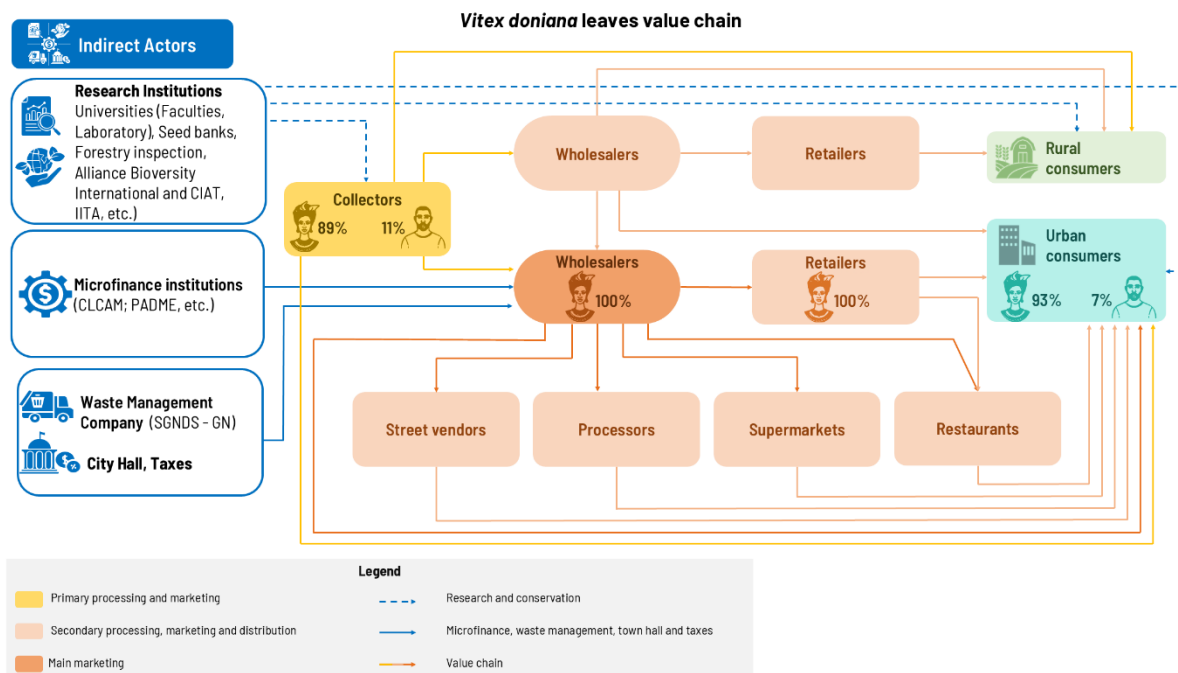 Vitex doniana leaves value chain
Indirect Actors
Research Institutions
Universities (Faculties,
Laboratory), Seed banks,
Forestry inspection,
Alliance Bioversity
International and CIAT,
IITA, etc.)
Microfinance institutions
(CLCAM; PADME, etc.)
Waste Management
Company (SGNDS - GN)
City Hall, Taxes
Collectors
89% 11%
Wholesalers
Retailers
Rural
consumers
Wholesalers
100%
Retailers
100%
Urban
consumers
93% 7%
Street vendors
Processors
Supermarkets
Restaurants
Legend
Primary processing and marketing
Research and conservation
Secondary processing, marketing and distribution
Microfinance, waste management, town hall and taxes
Main marketing
Value chain